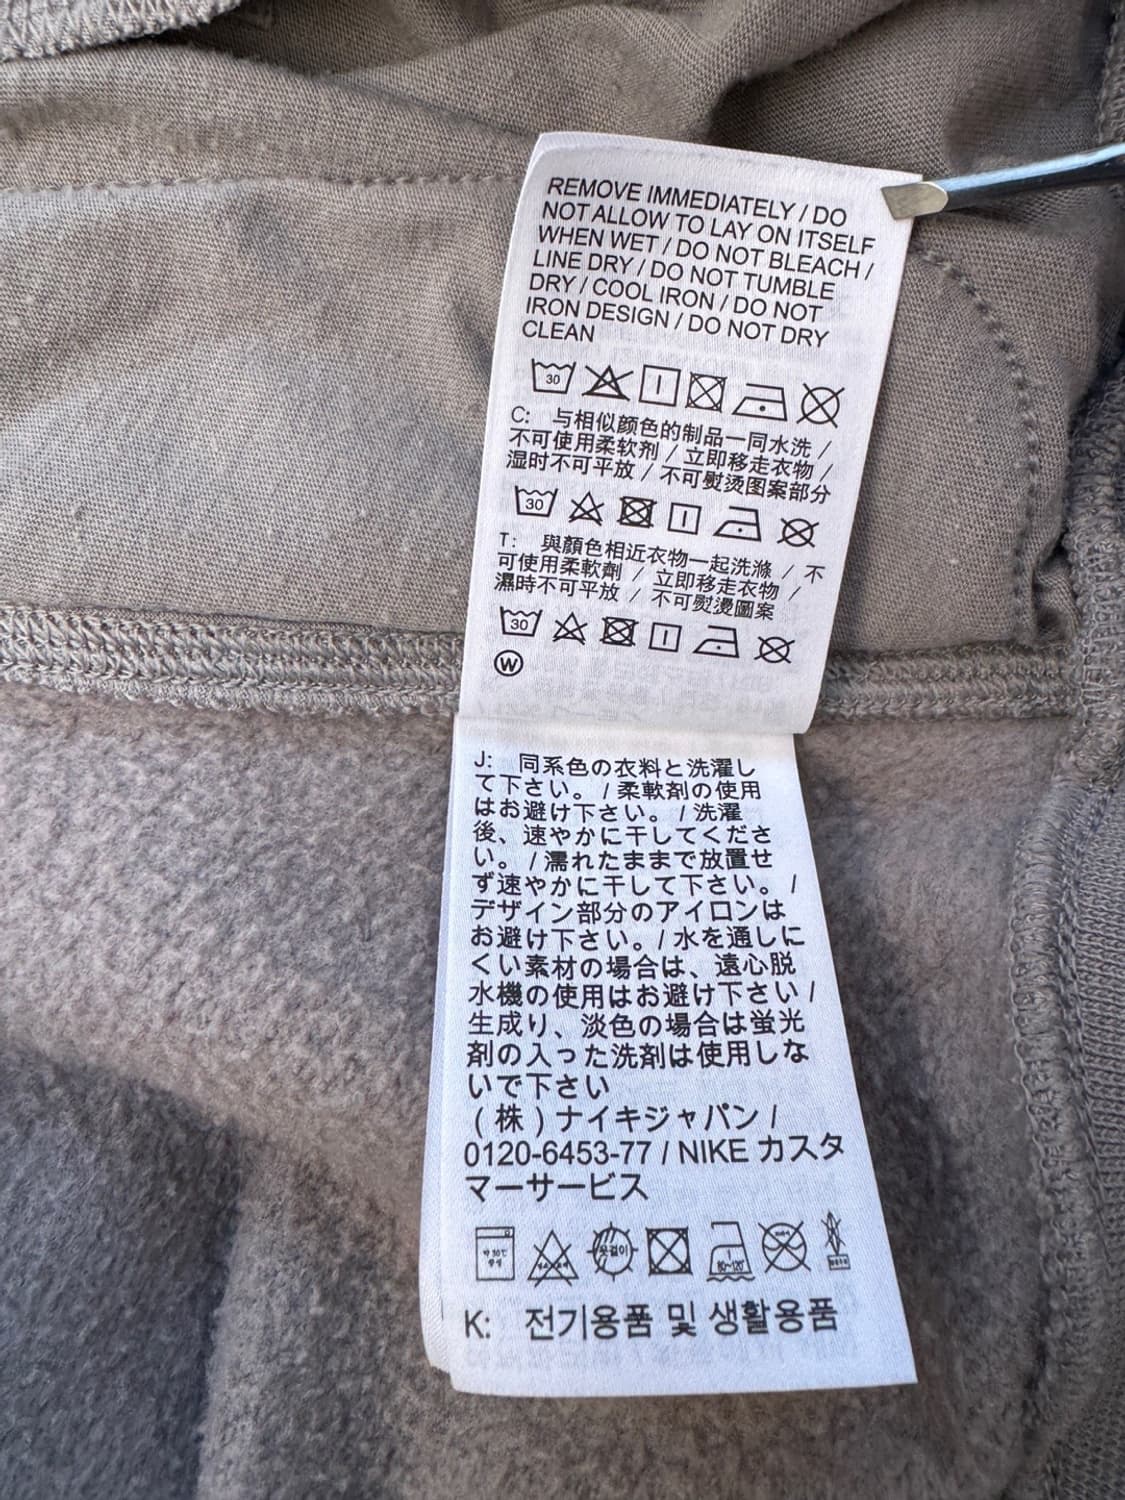 REMOVE IMMEDIATELY / DO
NOT ALLOW TO LAY ON ITSELF
WHEN WET / DO NOT BLEACH /
LINE DRY / DO NOT TUMBLE
DRY / COOL IRON / DO NOT
IRON DESIGN / DO NOT DRY
CLEAN
30
C: 与相似颜色的制品一同水洗 /
不可使用柔软剂 / 立即移走衣物 /
湿时不可平放 / 不可熨烫图案部分
30
T: 與顏色相近衣物一起洗滌 / 不
可使用柔軟劑 / 立即移走衣物 /
濕時不可平放 / 不可熨燙圖案
30
W
J: 同系色の衣料と洗濯し
て下さい。 / 柔軟剤の使用
はお避け下さい。 / 洗濯
後、速やかに干してくださ
い。 / 濡れたままで放置せ
ず速やかに干して下さい。 /
デザイン部分のアイロンは
お避け下さい。/ 水を通しに
くい素材の場合は、遠心脱
水機の使用はお避け下さい /
生成り、淡色の場合は蛍光
剤の入った洗剤は使用しな
いで下さい
(株) ナイキジャパン /
0120-6453-77 / NIKE カスタ
マーサービス
약 30℃ 옷걸이 80~120℃
K: 전기용품 및 생활용품